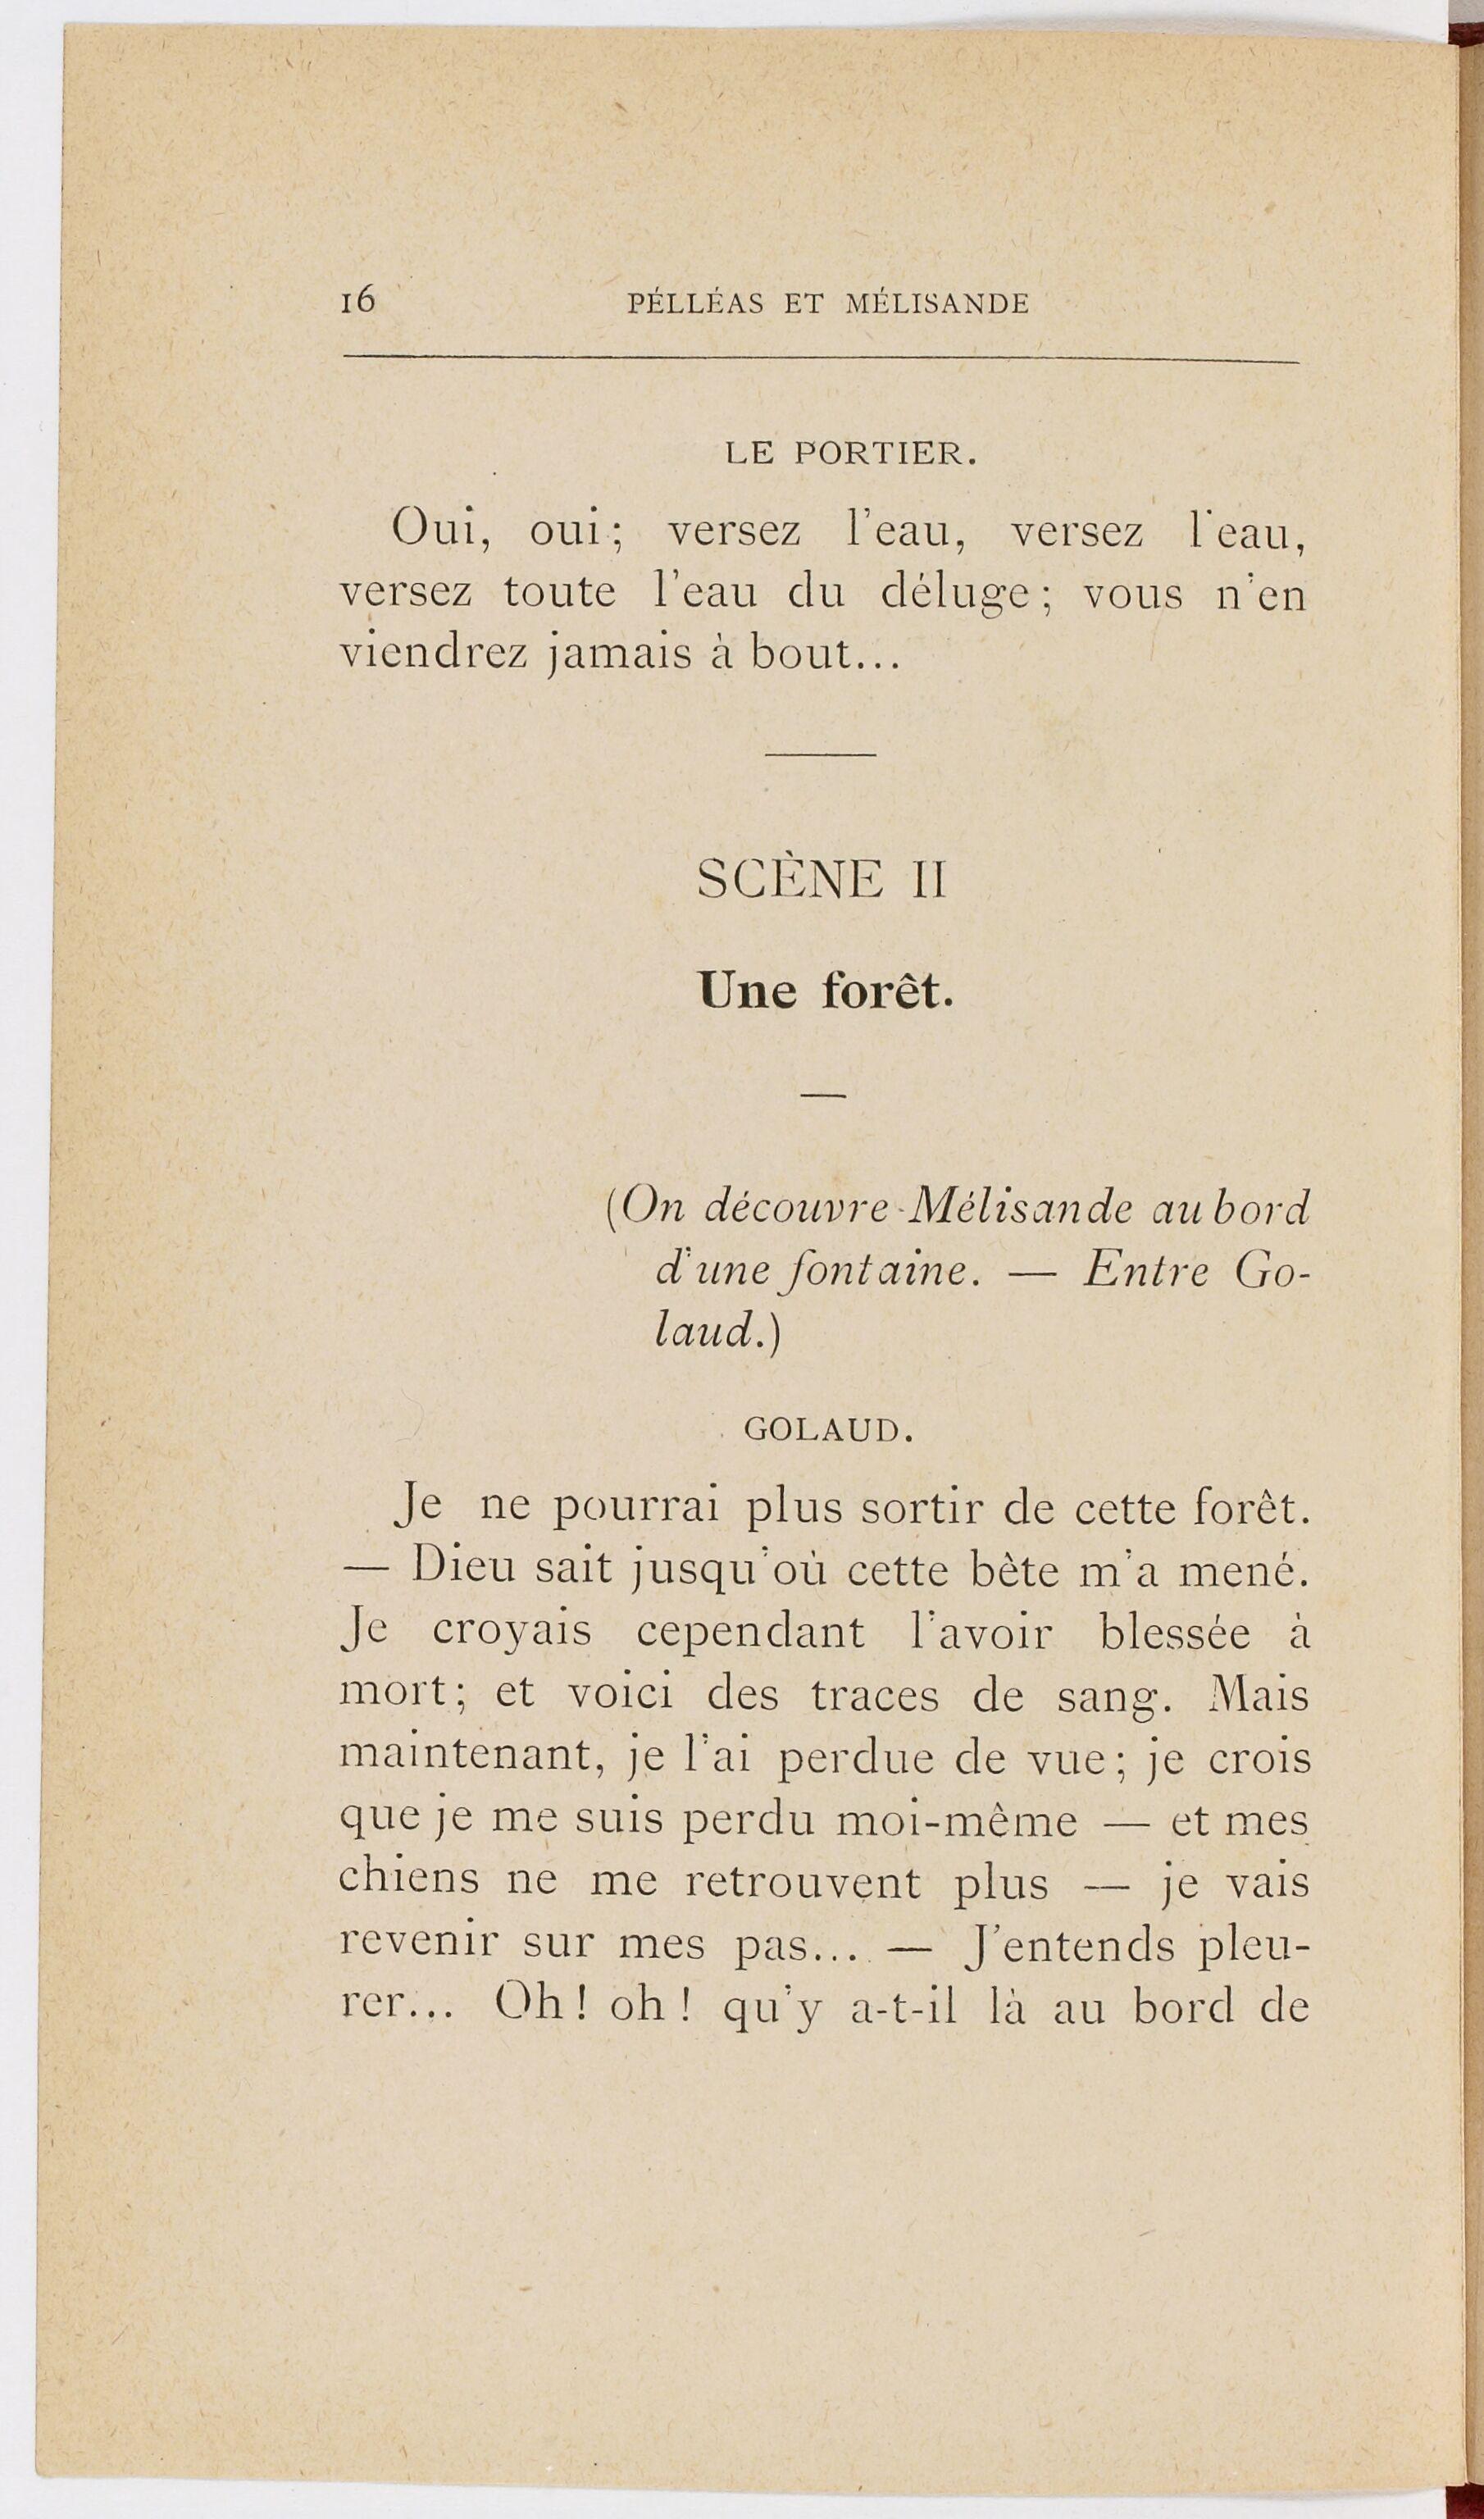 16 PÉLLÉAS ET MÉLISANDE
LE PORTIER.
Oui, oui; versez l'eau, versez l'eau,
versez toute l'eau du déluge; vous n'en
viendrez jamais à bout...
SCÈNE II
Une forêt.
—
(On découvre Mélisande au bord
d'une fontaine. — Entre Go-
laud.)
GOLAUD.
Je ne pourrai plus sortir de cette forêt.
— Dieu sait jusqu'où cette bête m'a mené.
Je croyais cependant l'avoir blessée à
mort; et voici des traces de sang. Mais
maintenant, je l'ai perdue de vue; je crois
que je me suis perdu moi-même — et mes
chiens ne me retrouvent plus — je vais
revenir sur mes pas... — J'entends pleu-
rer... Oh! oh! qu'y a-t-il là au bord de